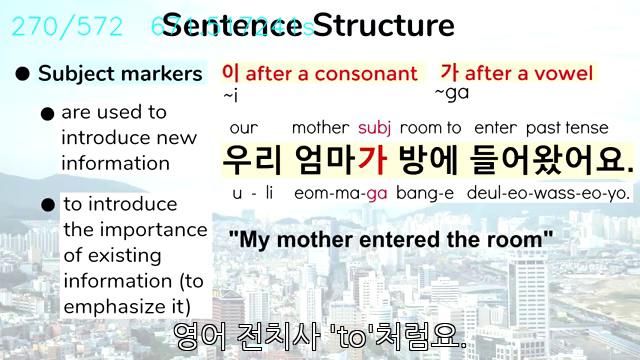 270/572
Sentence Structure
● Subject markers
● are used to
introduce new
information
● to introduce
the importance
of existing
information (to
emphasize it)
이 after a consonant 가 after a vowel
~i ~ga
our mother subj room to enter past tense
우리 엄마가 방에 들어왔어요.
u - li eom-ma-ga bang-e deul-eo-wass-eo-yo.
"My mother entered the room"
영어 전치사 'to'처럼요.